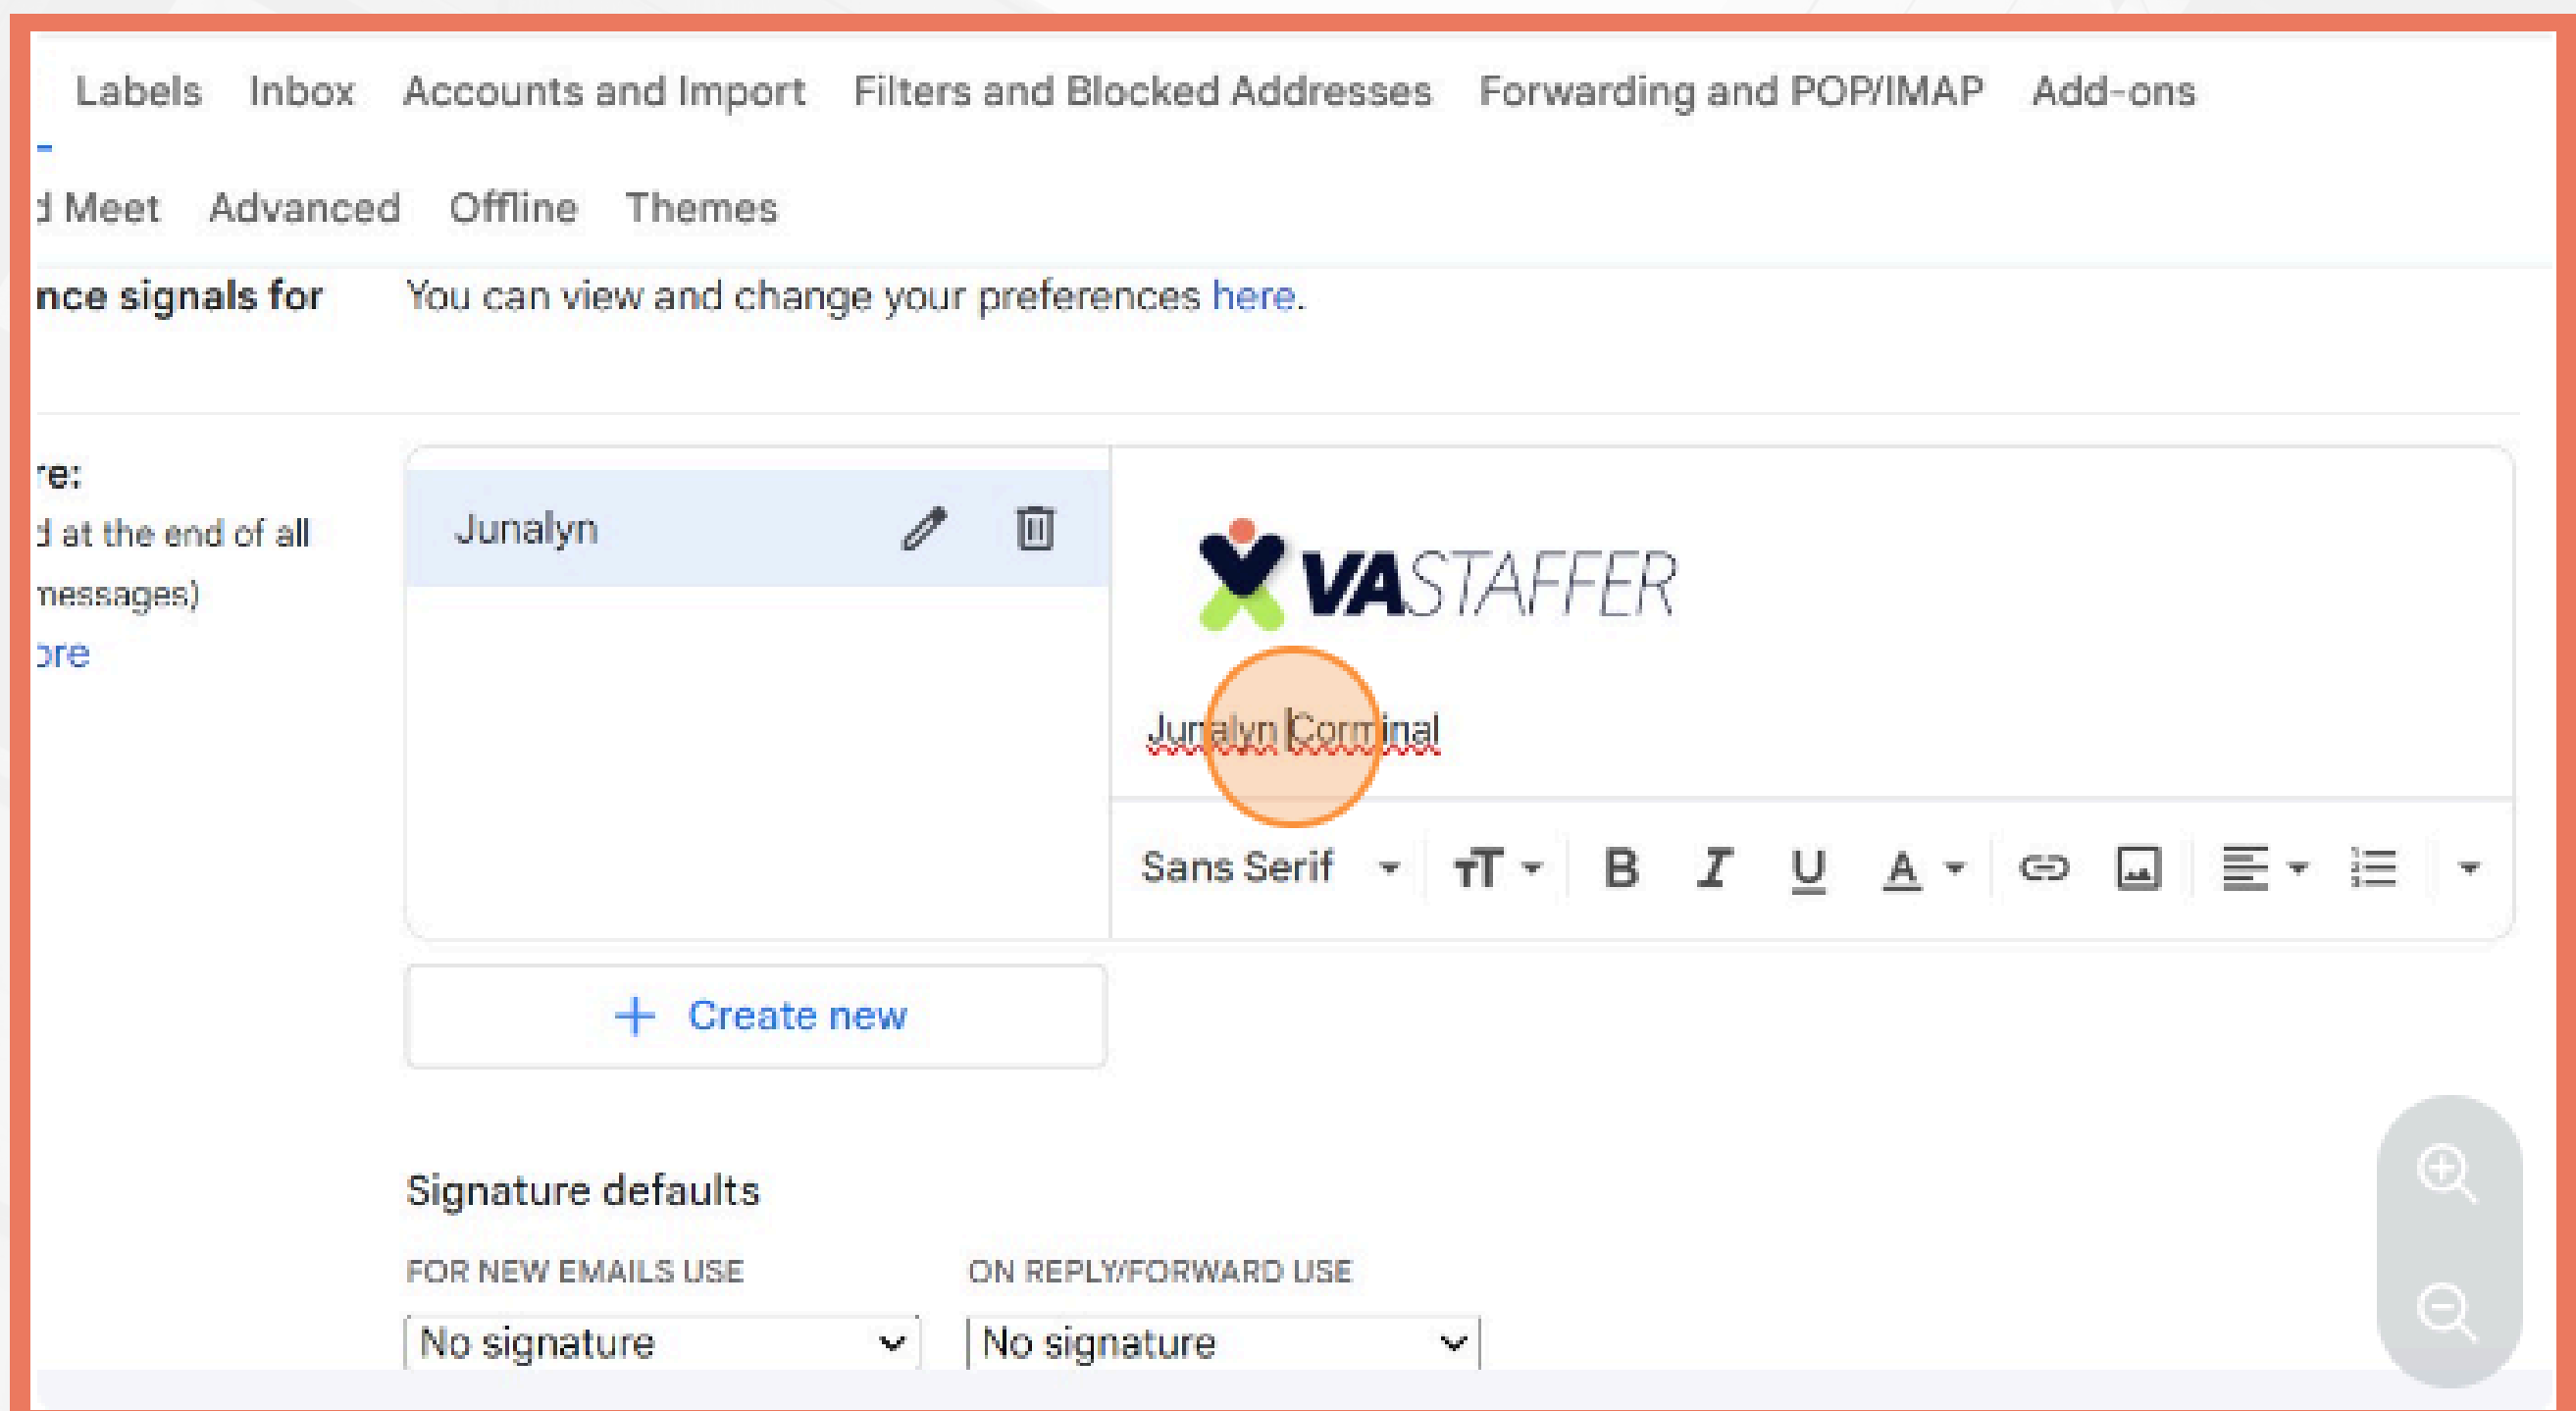 Labels Inbox Accounts and Import Filters and Blocked Addresses Forwarding and POP/IMAP Add-ons
d Meet Advanced Offline Themes
nce signals for You can view and change your preferences here.
re:
d at the end of all
messages)
ore
Junalyn
VASTAFFER
Junalyn Corminal
Sans Serif
B I U A
+ Create new
Signature defaults
FOR NEW EMAILS USE ON REPLY/FORWARD USE
No signature No signature